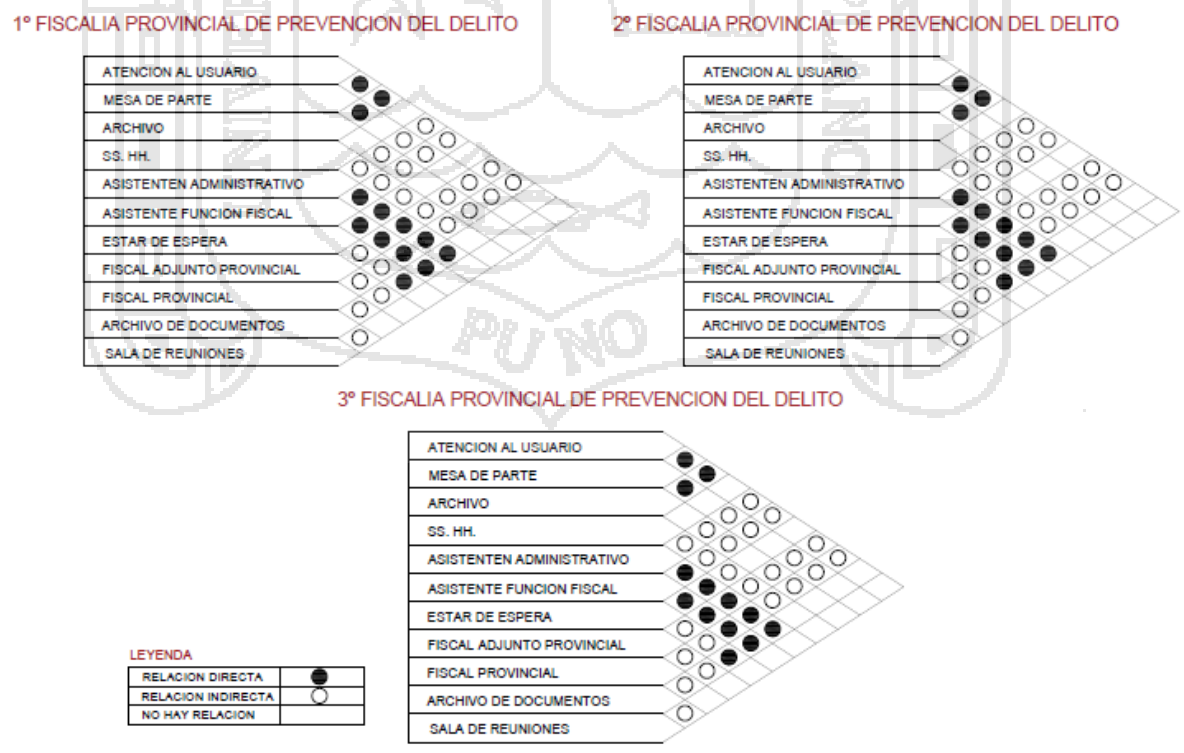 1º FISCALIA PROVINCIAL DE PREVENCION DEL DELITO
ATENCION AL USUARIO
MESA DE PARTE
ARCHIVO
SS. HH.
ASISTENTEN ADMINISTRATIVO
ASISTENTE FUNCION FISCAL
ESTAR DE ESPERA
FISCAL ADJUNTO PROVINCIAL
FISCAL PROVINCIAL
ARCHIVO DE DOCUMENTOS
SALA DE REUNIONES
2º FISCALIA PROVINCIAL DE PREVENCION DEL DELITO
ATENCION AL USUARIO
MESA DE PARTE
ARCHIVO
SS. HH.
ASISTENTEN ADMINISTRATIVO
ASISTENTE FUNCION FISCAL
ESTAR DE ESPERA
FISCAL ADJUNTO PROVINCIAL
FISCAL PROVINCIAL
ARCHIVO DE DOCUMENTOS
SALA DE REUNIONES
PUNO
3º FISCALIA PROVINCIAL DE PREVENCION DEL DELITO
ATENCION AL USUARIO
MESA DE PARTE
ARCHIVO
SS. HH.
ASISTENTEN ADMINISTRATIVO
ASISTENTE FUNCION FISCAL
ESTAR DE ESPERA
FISCAL ADJUNTO PROVINCIAL
FISCAL PROVINCIAL
ARCHIVO DE DOCUMENTOS
SALA DE REUNIONES
LEYENDA
RELACION DIRECTA
RELACION INDIRECTA
NO HAY RELACION